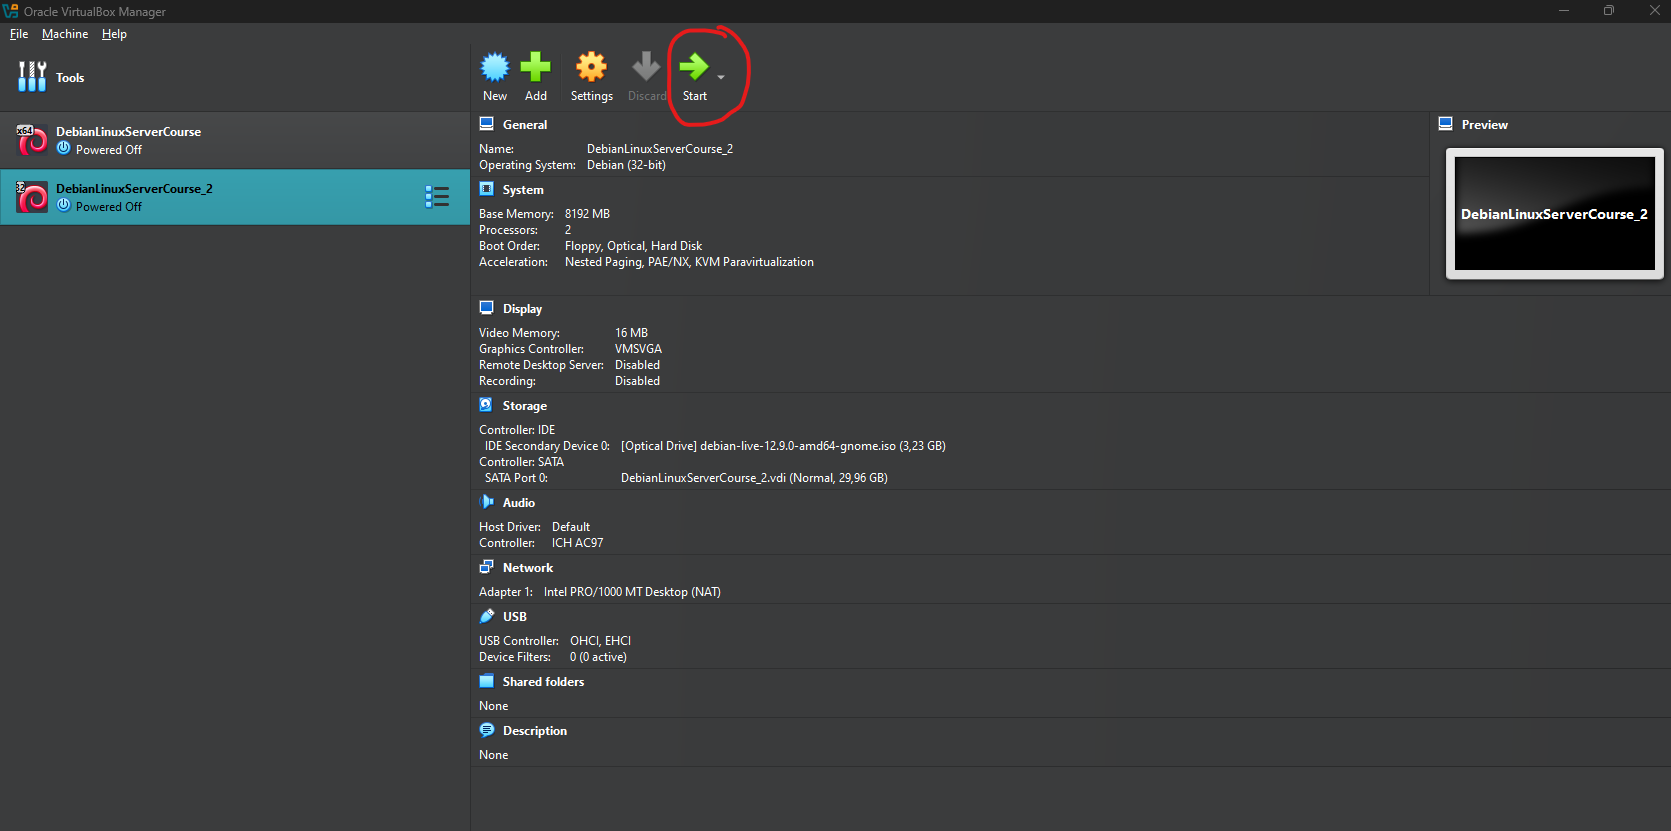 Oracle VirtualBox Manager
File Machine Help
Tools
New Add Settings Discard Start
x64
DebianLinuxServerCourse
Powered Off
32
DebianLinuxServerCourse_2
Powered Off
General
Name: DebianLinuxServerCourse_2
Operating System: Debian (32-bit)
System
Base Memory: 8192 MB
Processors: 2
Boot Order: Floppy, Optical, Hard Disk
Acceleration: Nested Paging, PAE/NX, KVM Paravirtualization
Preview
DebianLinuxServerCourse_2
Display
Video Memory: 16 MB
Graphics Controller: VMSVGA
Remote Desktop Server: Disabled
Recording: Disabled
Storage
Controller: IDE
IDE Secondary Device 0: [Optical Drive] debian-live-12.9.0-amd64-gnome.iso (3,23 GB)
Controller: SATA
SATA Port 0: DebianLinuxServerCourse_2.vdi (Normal, 29,96 GB)
Audio
Host Driver: Default
Controller: ICH AC97
Network
Adapter 1: Intel PRO/1000 MT Desktop (NAT)
USB
USB Controller: OHCI, EHCI
Device Filters: 0 (0 active)
Shared folders
None
Description
None